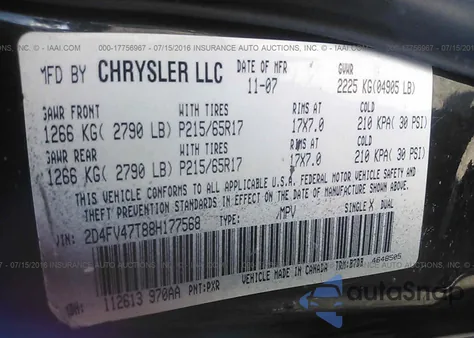 000-17756967 - 07/15/2016 - INSURANCE AUTO AUCTIONS, INC. - © IAAI.COM
MFD BY CHRYSLER LLC DATE OF MFR 11-07 GVWR 2225 KG(04905 LB)
GAWR FRONT WITH TIRES RIMS AT COLD
1266 KG( 2790 LB) P215/65R17 17X7.0 210 KPA( 30 PSI)
GAWR REAR WITH TIRES RIMS AT COLD
1266 KG( 2790 LB) P215/65R17 17X7.0 210 KPA( 30 PSI)
THIS VEHICLE CONFORMS TO ALL APPLICABLE U.S.A. FEDERAL MOTOR VEHICLE SAFETY AND
THEFT PREVENTION STANDARDS IN EFFECT ON THE DATE OF MANUFACTURE SHOWN ABOVE.
VIN: 2D4FV47T88H177568 TYPE: MPV SINGLE X DUAL
VEHICLE MADE IN CANADA TRM:B7D8 4648505
112613 970AA PNT:PXR
autoSnap